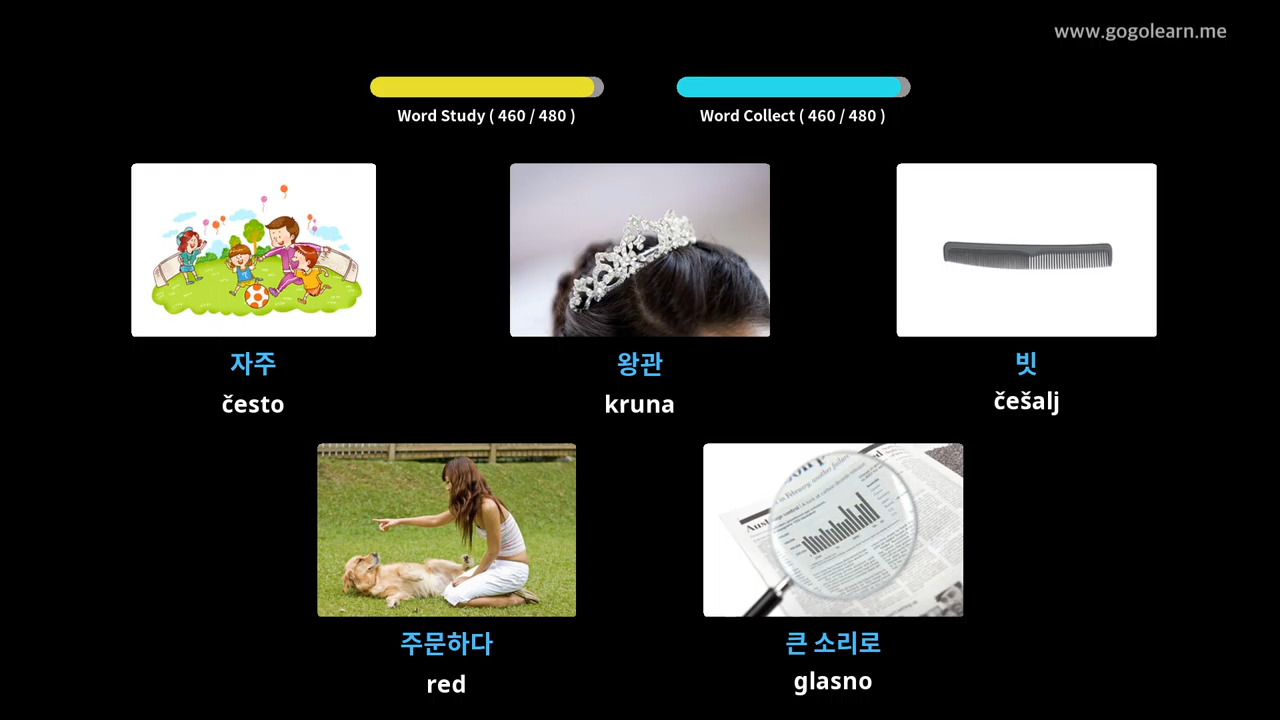 www.gogolearn.me
Word Study ( 460 / 480 )
Word Collect ( 460 / 480 )
자주
često
왕관
kruna
빗
češalj
주문하다
red
큰 소리로
glasno